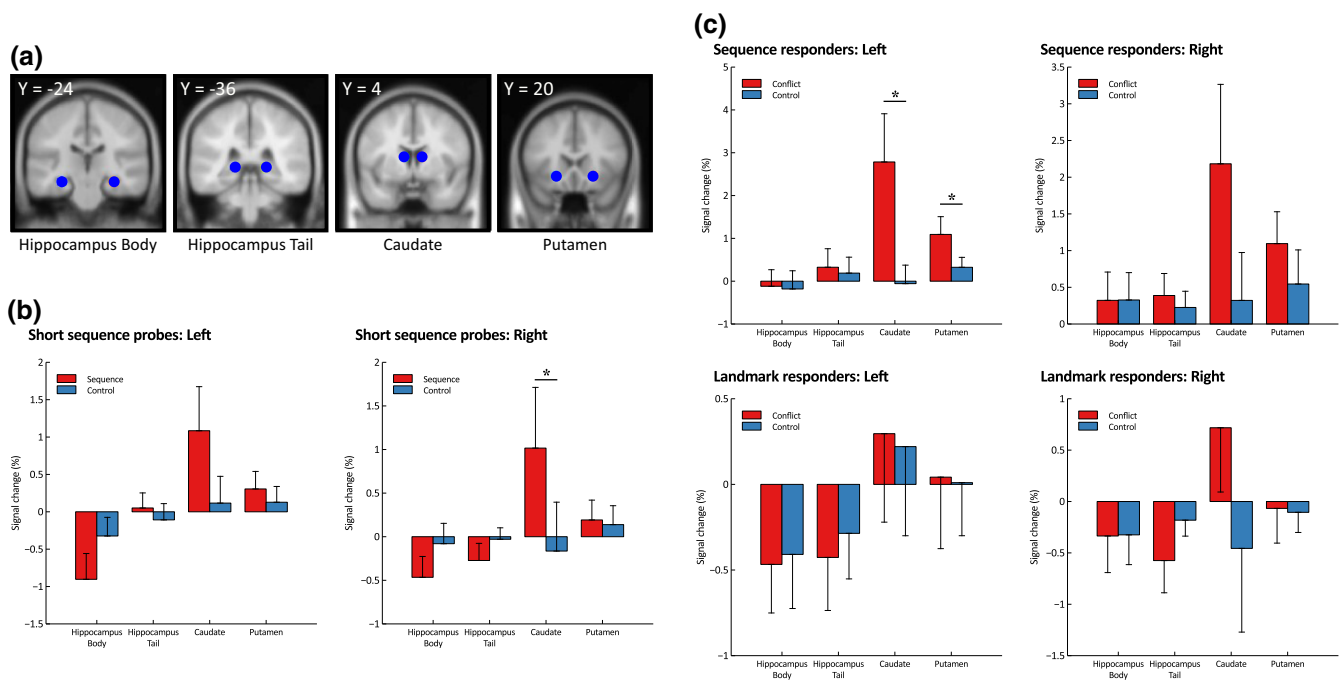 (a)
Y = -24
Y = -36
Y = 4
Y = 20
Hippocampus Body
Hippocampus Tail
Caudate
Putamen
(b)
Short sequence probes: Left
Signal change (%)
2
1.5
1
0.5
0
−0.5
−1
−1.5
Sequence
Control
Hippocampus
Body
Hippocampus
Tail
Caudate
Putamen
Short sequence probes: Right
Signal change (%)
2
1.5
1
0.5
0
−0.5
−1
Sequence
Control
*
Hippocampus
Body
Hippocampus
Tail
Caudate
Putamen
(c)
Sequence responders: Left
Signal change (%)
5
4
3
2
1
0
−1
Conflict
Control
*
*
Hippocampus
Body
Hippocampus
Tail
Caudate
Putamen
Sequence responders: Right
Signal change (%)
3.5
3
2.5
2
1.5
1
0.5
0
Conflict
Control
Hippocampus
Body
Hippocampus
Tail
Caudate
Putamen
Landmark responders: Left
Signal change (%)
0.5
0
−0.5
−1
Conflict
Control
Hippocampus
Body
Hippocampus
Tail
Caudate
Putamen
Landmark responders: Right
Signal change (%)
1
0.5
0
−0.5
−1
−1.5
Conflict
Control
Hippocampus
Body
Hippocampus
Tail
Caudate
Putamen